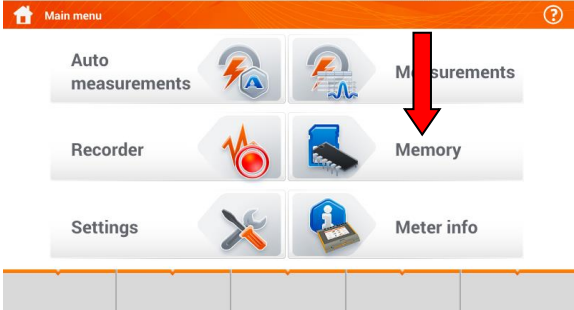 Main menu
?
Auto
measurements
Measurements
Recorder
Memory
Settings
Meter info